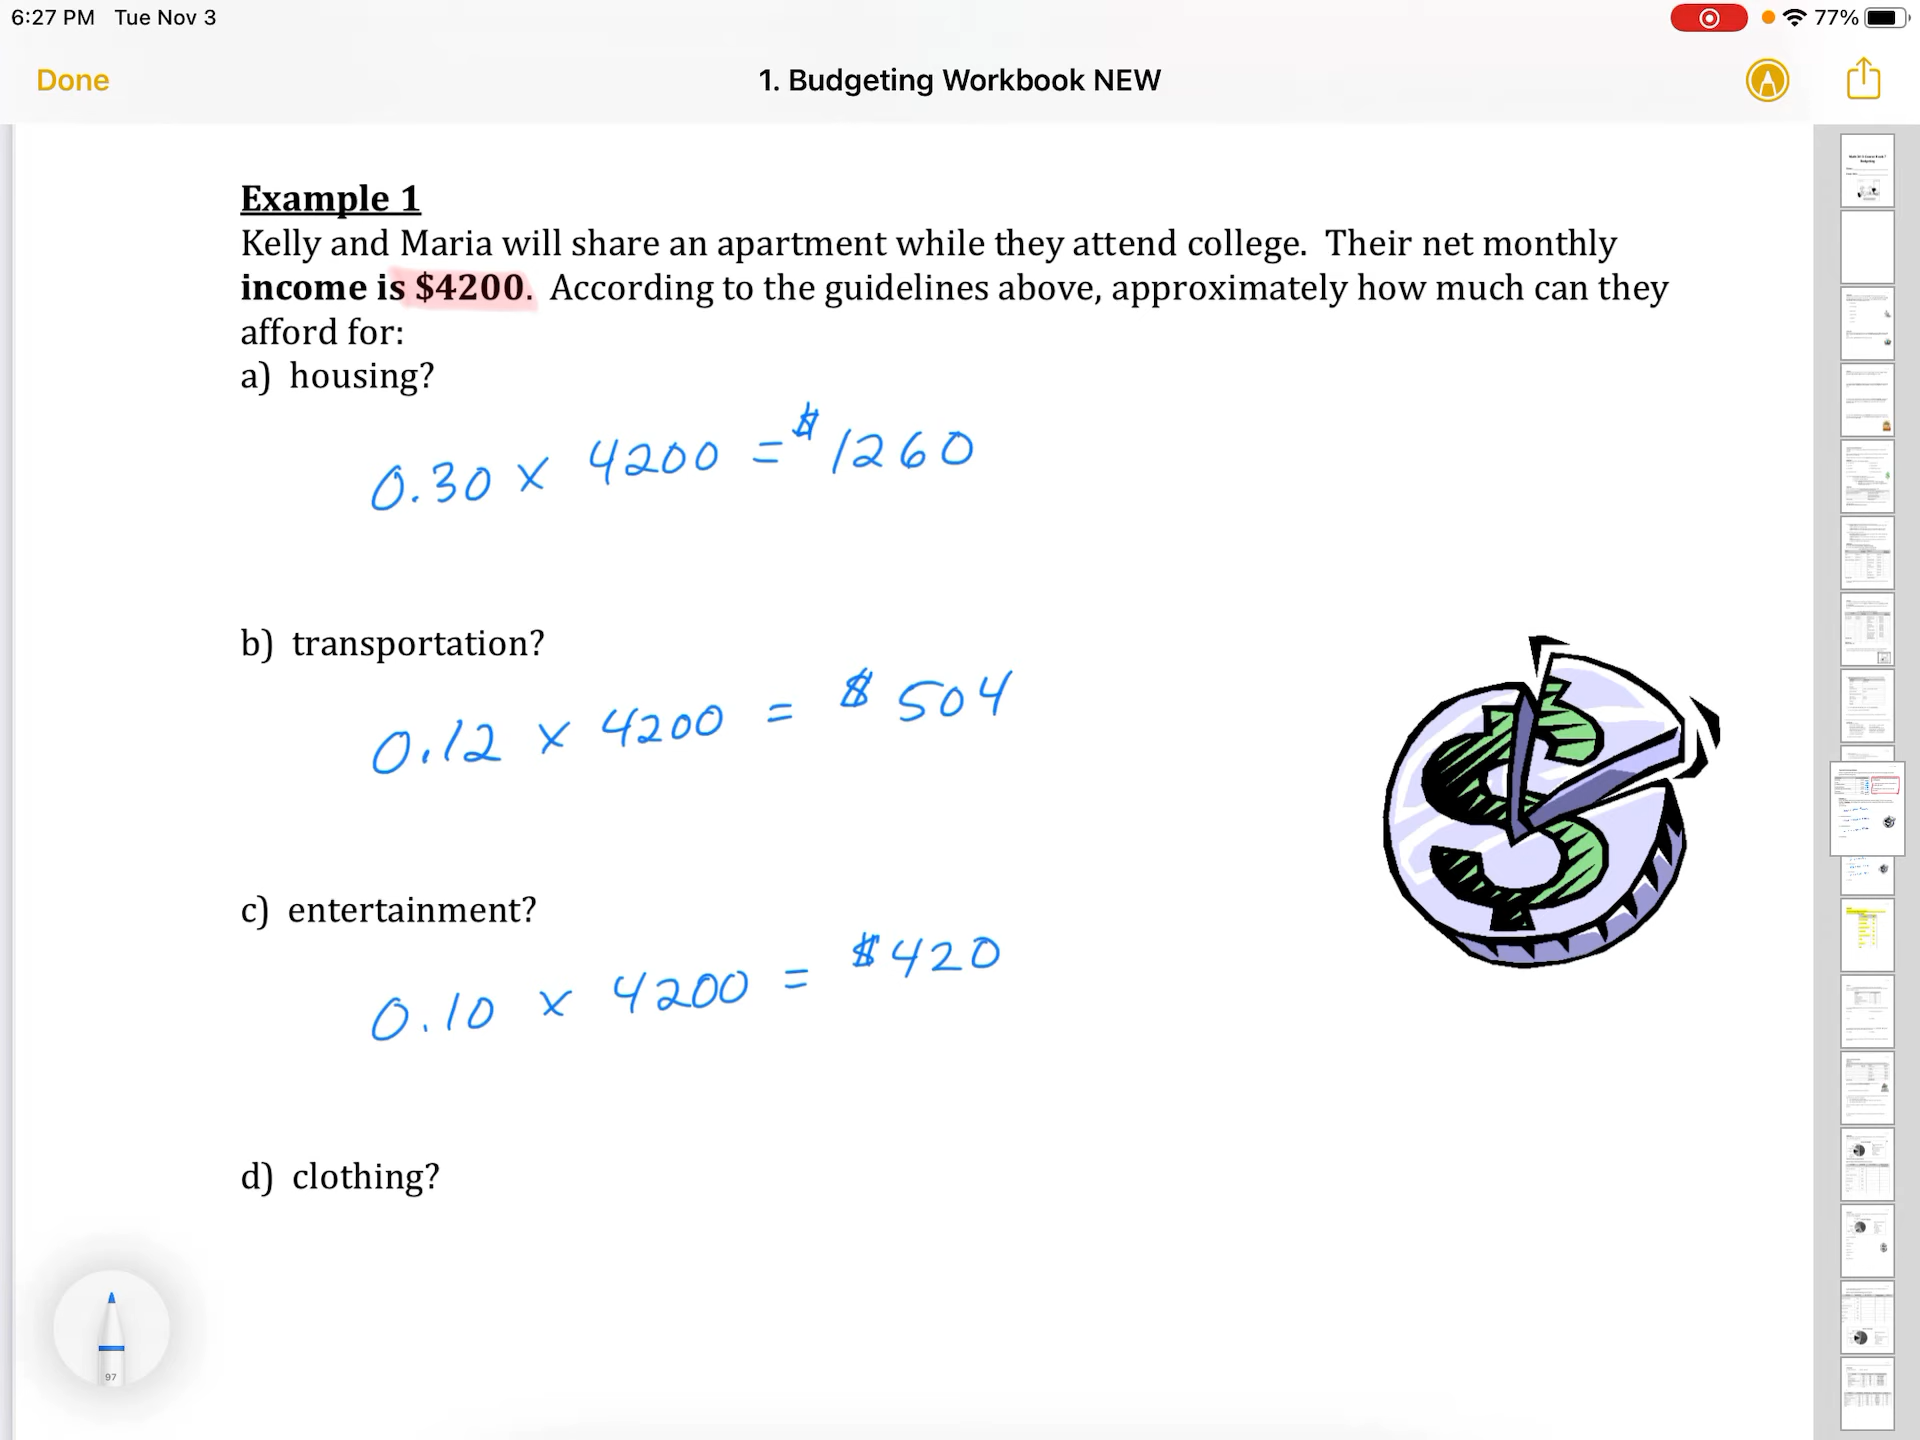 6:27 PM Tue Nov 3
77%
Done
1. Budgeting Workbook NEW
Example 1
Kelly and Maria will share an apartment while they attend college. Their net monthly
income is $4200. According to the guidelines above, approximately how much can they
afford for:
a) housing?
0.30 x 4200 = $1260
b) transportation?
0.12 x 4200 = $ 504
c) entertainment?
0.10 x 4200 = $420
d) clothing?
97